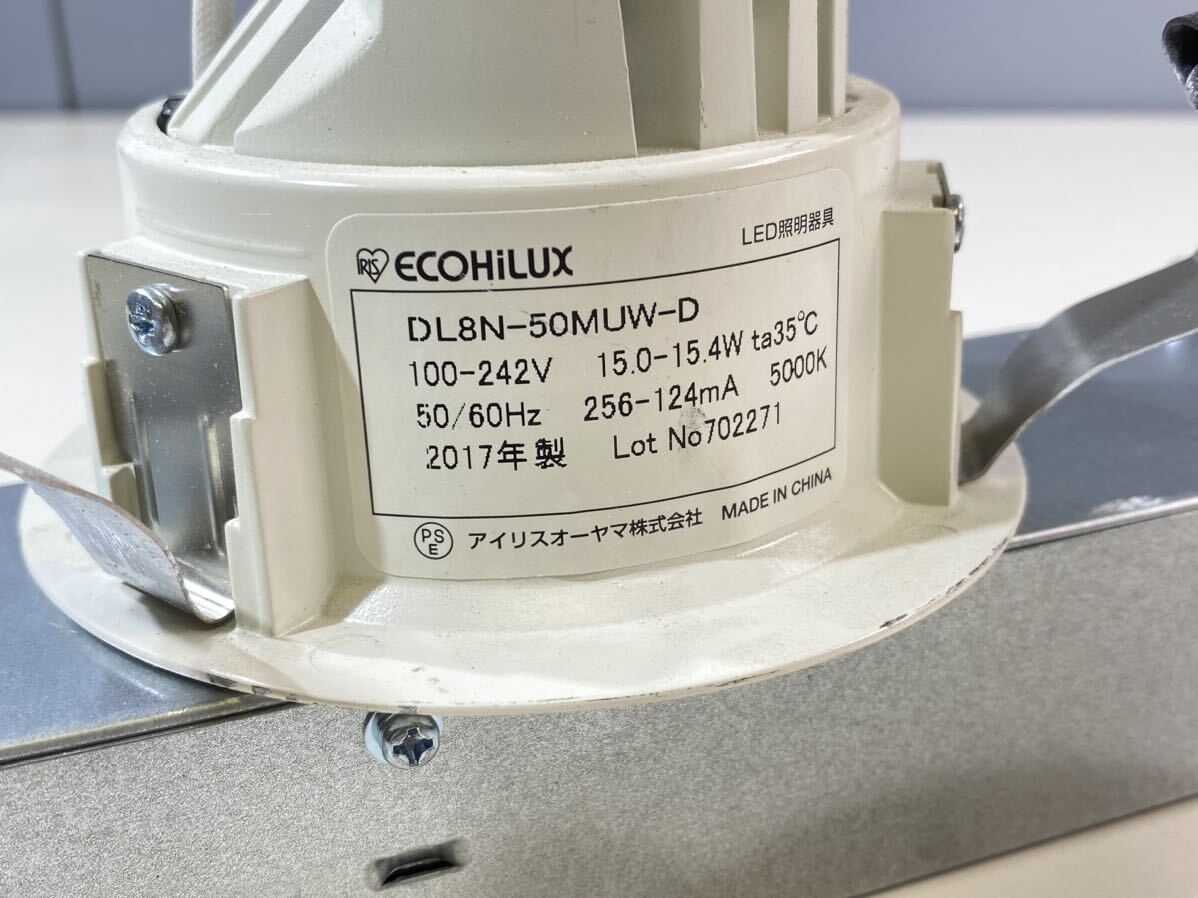 IRIS ECOHiLUX
LED照明器具
DL8N-50MUW-D
100-242V 15.0-15.4W ta35℃
50/60Hz 256-124mA 5000K
2017年製 Lot No702271
PSE アイリスオーヤマ株式会社 MADE IN CHINA